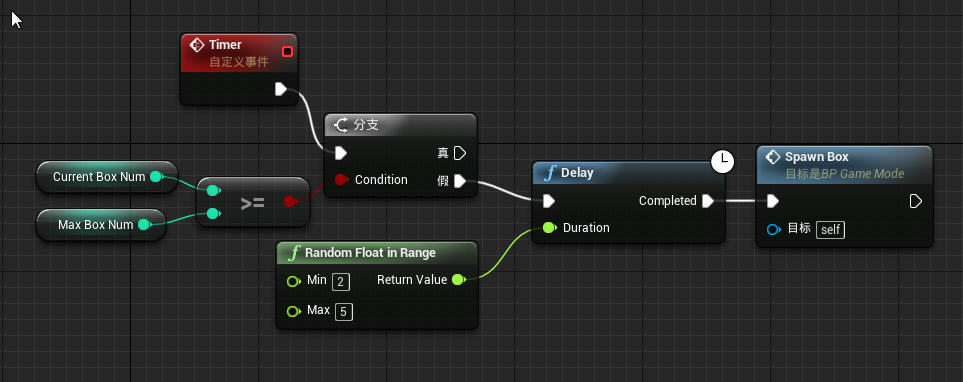 Timer
自定义事件
分支
真
Condition 假
Current Box Num
Max Box Num
>=
Delay
Completed
Duration
Spawn Box
目标是BP Game Mode
目标 self
Random Float in Range
Min 2 Return Value
Max 5